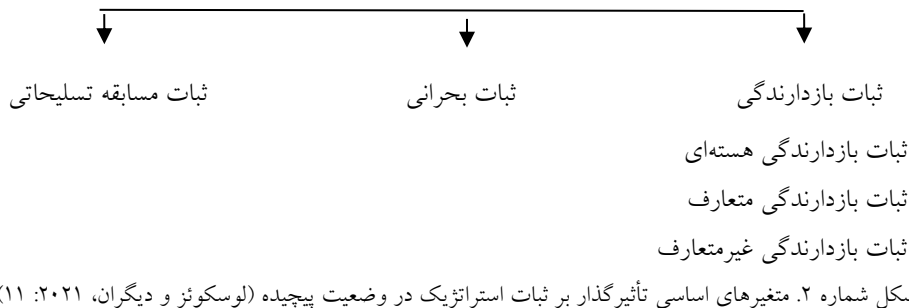 ثبات بازدارندگی ثبات بحرانی ثبات مسابقه تسلیحاتی
ثبات بازدارندگی هسته‌ای
ثبات بازدارندگی متعارف
ثبات بازدارندگی غیرمتعارف
کل شماره ۲. متغیرهای اساسی تأثیرگذار بر ثبات استراتژیک در وضعیت پیچیده (لوسکوئز و دیگران، ۲۰۲۱: ۱۱)